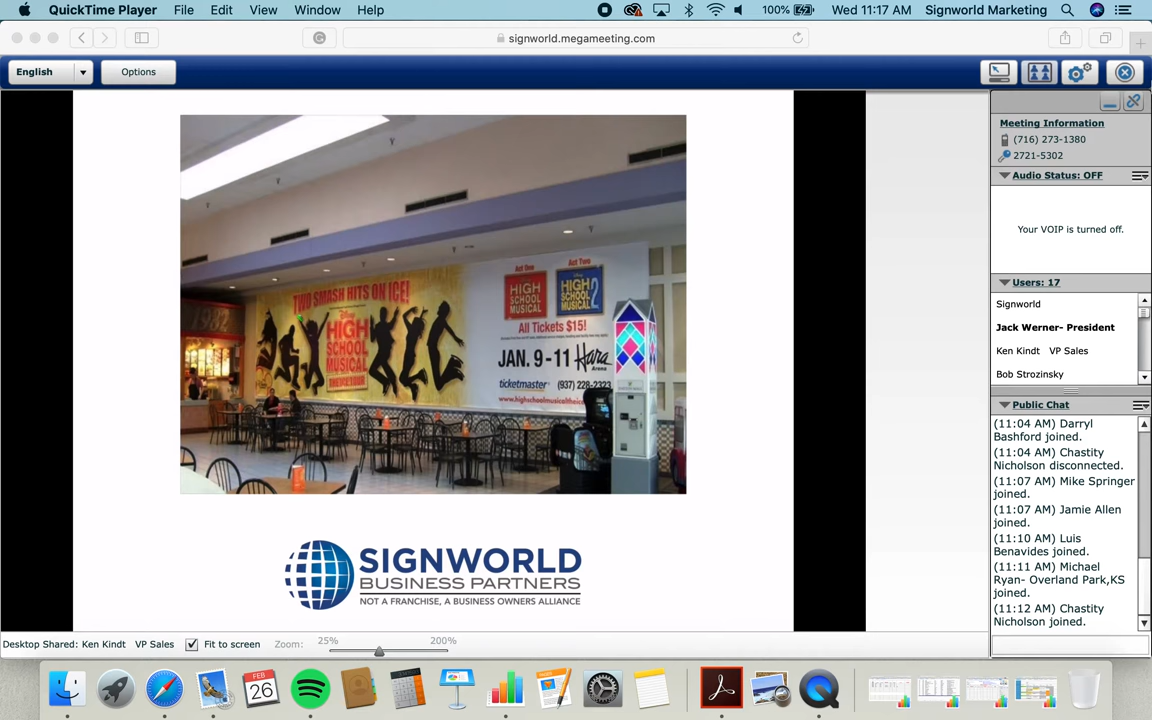 QuickTime Player File Edit View Window Help 100% Wed 11:17 AM Signworld Marketing
signworld.megameeting.com
English Options
Meeting Information
(716) 273-1380
2721-5302
Audio Status: OFF
Your VOIP is turned off.
Users: 17
Signworld
Jack Werner- President
Ken Kindt VP Sales
Bob Strozinsky
Public Chat
(11:04 AM) Darryl
Bashford joined.
(11:04 AM) Chastity
Nicholson disconnected.
(11:07 AM) Mike Springer
joined.
(11:07 AM) Jamie Allen
joined.
(11:10 AM) Luis
Benavides joined.
(11:11 AM) Michael
Ryan- Overland Park,KS
joined.
(11:12 AM) Chastity
Nicholson joined.
1982
TWO SMASH HITS ON ICE!
Disney
HIGH
SCHOOL
MUSICAL
THE ICE TOUR
Act One
HIGH
SCHOOL
MUSICAL
Act Two
HIGH
SCHOOL
MUSICAL
2
All Tickets $15!
JAN. 9-11 Hara
Arena
ticketmaster (937) 228-2323
SIGNWORLD
BUSINESS PARTNERS
NOT A FRANCHISE, A BUSINESS OWNERS ALLIANCE
Desktop Shared: Ken Kindt VP Sales Fit to screen Zoom: 25% 200%
FEB
26